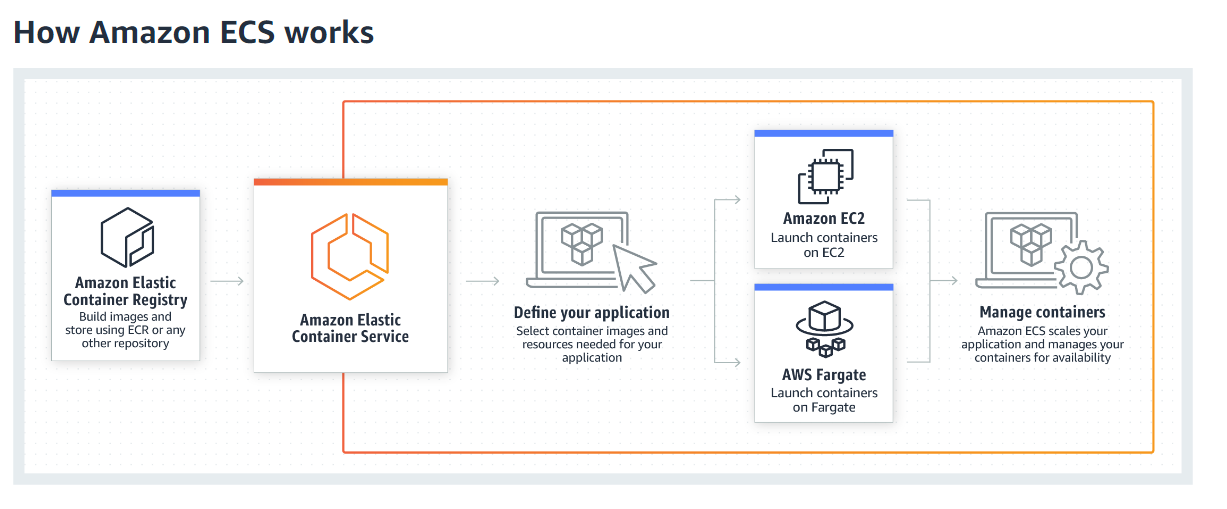 How Amazon ECS works
Amazon Elastic
Container Registry
Build images and
store using ECR or any
other repository
Amazon Elastic
Container Service
Define your application
Select container images and
resources needed for your
application
Amazon EC2
Launch containers
on EC2
AWS Fargate
Launch containers
on Fargate
Manage containers
Amazon ECS scales your
application and manages your
containers for availability